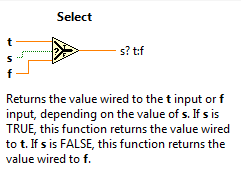 Select
t
s
f
?
s? t:f
Returns the value wired to the t input or f
input, depending on the value of s. If s is
TRUE, this function returns the value wired
to t. If s is FALSE, this function returns the
value wired to f.